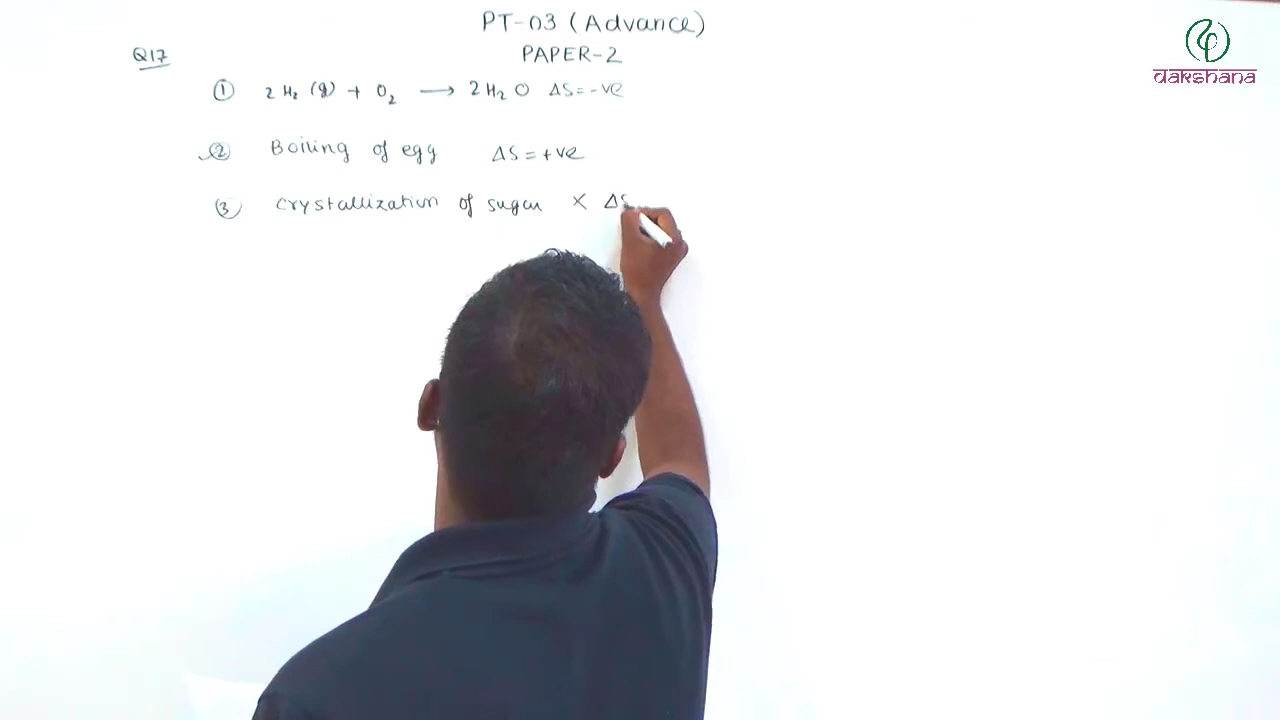 PT-03 (Advance)
PAPER-2
Q17
① 2H₂ (g) + O₂ ⟶ 2H₂O ΔS = -ve
② Boiling of egg ΔS = +ve
③ crystallization of sugar × ΔS
dakshana